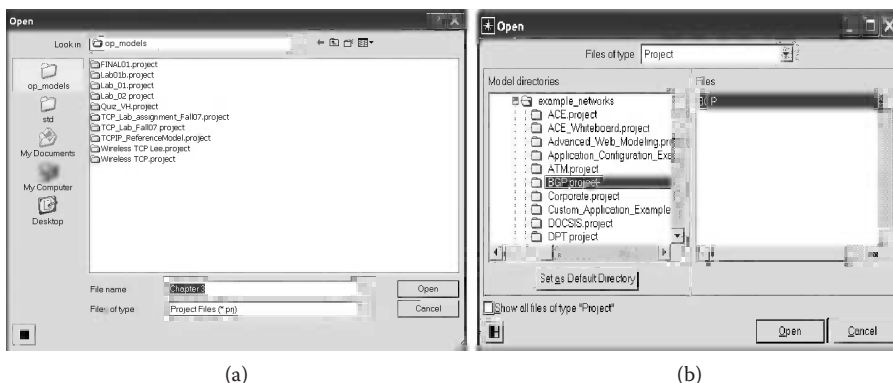 Open
Look in
op_models
op_models
std
My Documents
My Computer
Desktop
FINAL01.project
Lab01b.project
Lab_01.project
Lab_02 project
Quiz_VH.project
TCP_Lab_assignment_Fall07.project
TCP_Lab_Fall07 project
TCPIP_ReferenceModel.project
Wireless TCP Lee.project
Wireless TCP.project
File name
Chapter 3
Open
Files of type
Project Files (*.prj)
Cancel
(a)
Open
Files of type
Project
Model directories
Files
example_networks
ACE.project
ACE_Whiteboard.project
Advanced_Web_Modeling.proj
Application_Configuration_Exa
ATM.project
BGP.project
Corporate.project
Custom_Application_Example
DOCSIS.project
DPT project
Set as Default Directory
Show all files of type "Project"
Open
Cancel
(b)